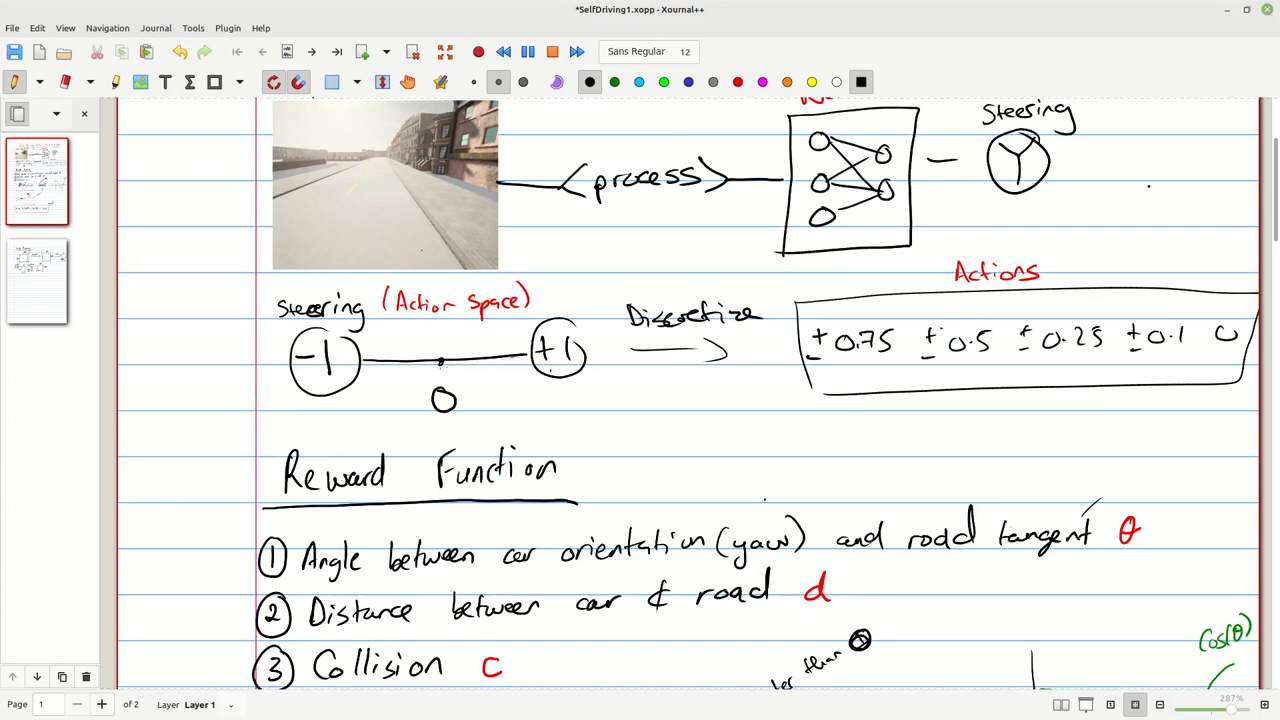 *SelfDriving1.xopp - Xournal++
File Edit View Navigation Journal Tools Plugin Help
Sans Regular 12
Steering
<process>
Actions
Steering (Action Space)
Discretize
-1 +1
± 0.75 ± 0.5 ± 0.25 ± 0.1 0
0
Reward Function
① Angle between car orientation (yaw) and road tangent θ
② Distance between car & road d
cos(θ)
less than
③ Collision c
Page 1 of 2 Layer Layer 1 287%